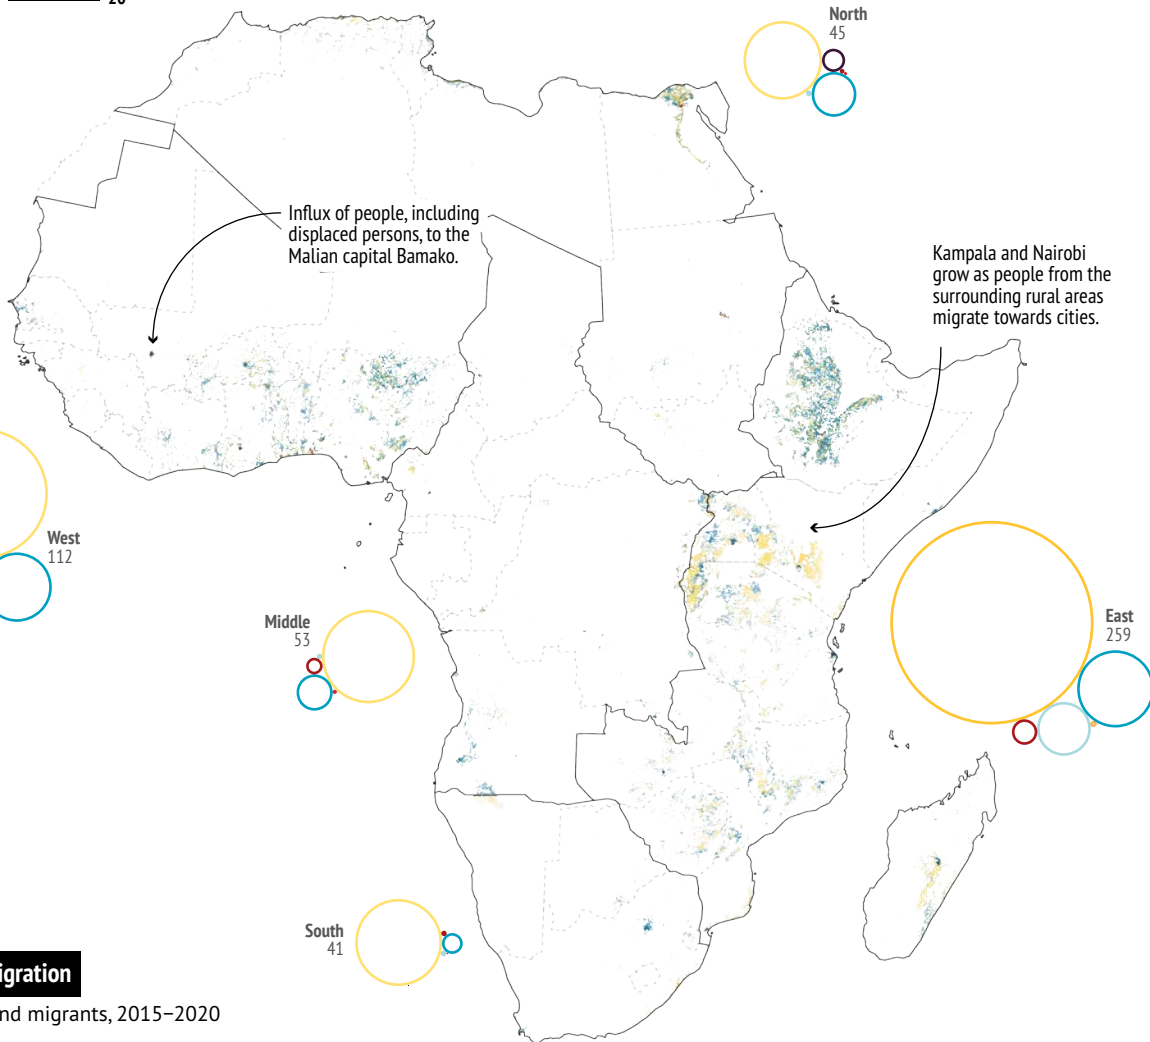 20
North
45
Influx of people, including
displaced persons, to the
Malian capital Bamako.
Kampala and Nairobi
grow as people from the
surrounding rural areas
migrate towards cities.
West
112
Middle
53
East
259
South
41
igration
nd migrants, 2015–2020